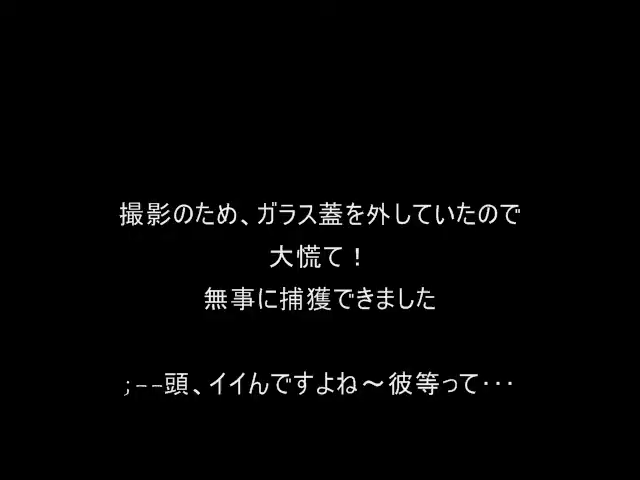 撮影のため、ガラス蓋を外していたので
大慌て！
無事に捕獲できました
;--頭、イイんですよね～彼等って･･･